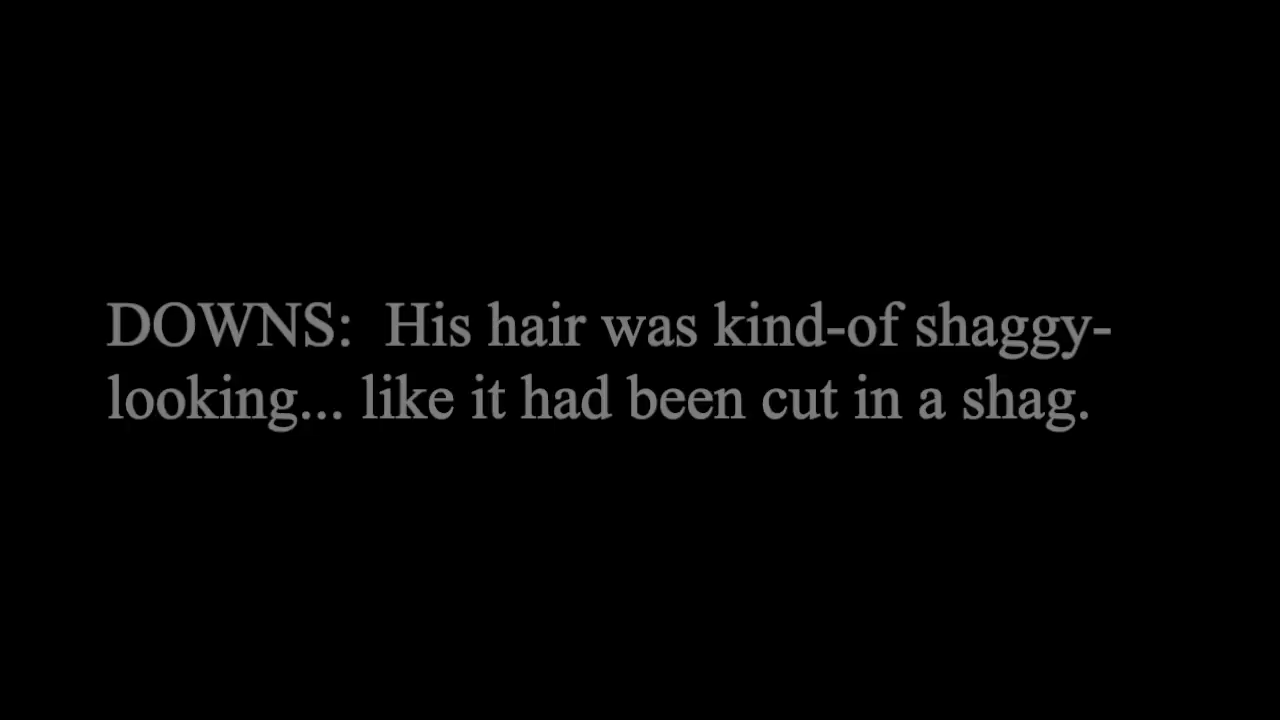 DOWNS:  His hair was kind-of shaggy-
looking... like it had been cut in a shag.